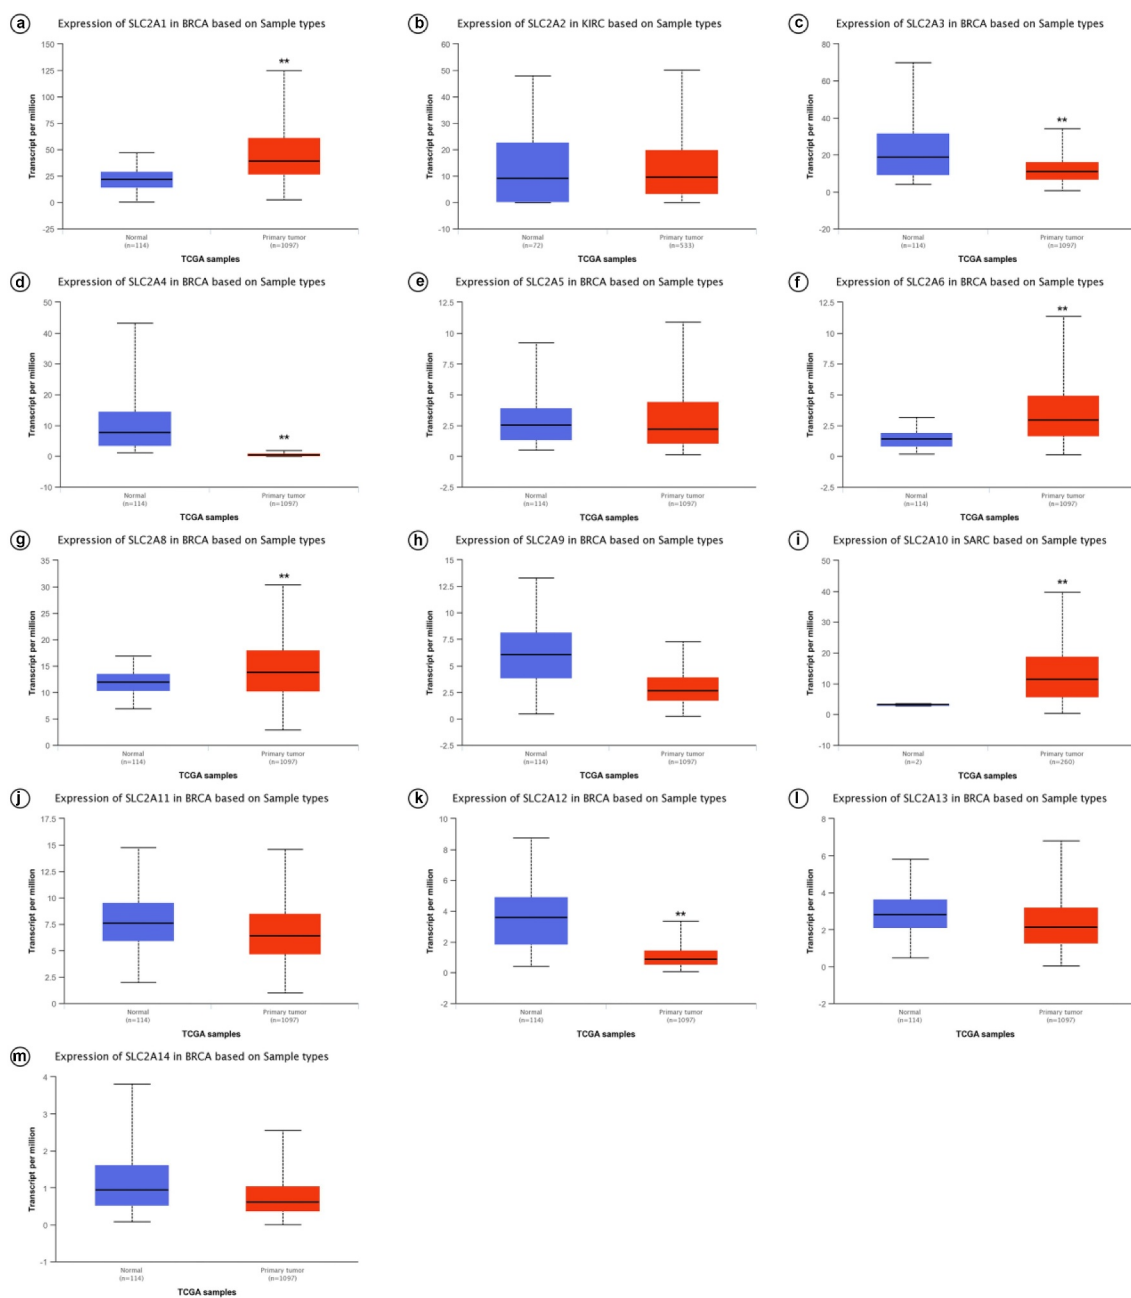 a Expression of SLC2A1 in BRCA based on Sample types
150
125
100
75
50
25
0
-25
Transcript per million
**
Normal
(n=114)
Primary tumor
(n=1097)
TCGA samples
b Expression of SLC2A2 in KIRC based on Sample types
60
50
40
30
20
10
0
-10
Transcript per million
Normal
(n=72)
Primary tumor
(n=533)
TCGA samples
c Expression of SLC2A3 in BRCA based on Sample types
80
60
40
20
0
-20
Transcript per million
**
Normal
(n=114)
Primary tumor
(n=1097)
TCGA samples
d Expression of SLC2A4 in BRCA based on Sample types
50
40
30
20
10
0
-10
Transcript per million
**
Normal
(n=114)
Primary tumor
(n=1097)
TCGA samples
e Expression of SLC2A5 in BRCA based on Sample types
12.5
10
7.5
5
2.5
0
-2.5
Transcript per million
Normal
(n=114)
Primary tumor
(n=1097)
TCGA samples
f Expression of SLC2A6 in BRCA based on Sample types
12.5
10
7.5
5
2.5
0
-2.5
Transcript per million
**
Normal
(n=114)
Primary tumor
(n=1097)
TCGA samples
g Expression of SLC2A8 in BRCA based on Sample types
35
30
25
20
15
10
5
0
Transcript per million
**
Normal
(n=114)
Primary tumor
(n=1097)
TCGA samples
h Expression of SLC2A9 in BRCA based on Sample types
15
12.5
10
7.5
5
2.5
0
-2.5
Transcript per million
Normal
(n=114)
Primary tumor
(n=1097)
TCGA samples
i Expression of SLC2A10 in SARC based on Sample types
50
40
30
20
10
0
-10
Transcript per million
**
Normal
(n=2)
Primary tumor
(n=260)
TCGA samples
j Expression of SLC2A11 in BRCA based on Sample types
17.5
15
12.5
10
7.5
5
2.5
0
Transcript per million
Normal
(n=114)
Primary tumor
(n=1097)
TCGA samples
k Expression of SLC2A12 in BRCA based on Sample types
10
8
6
4
2
0
-2
Transcript per million
**
Normal
(n=114)
Primary tumor
(n=1097)
TCGA samples
l Expression of SLC2A13 in BRCA based on Sample types
8
6
4
2
0
-2
Transcript per million
Normal
(n=114)
Primary tumor
(n=1097)
TCGA samples
m Expression of SLC2A14 in BRCA based on Sample types
4
3
2
1
0
-1
Transcript per million
Normal
(n=114)
Primary tumor
(n=1097)
TCGA samples